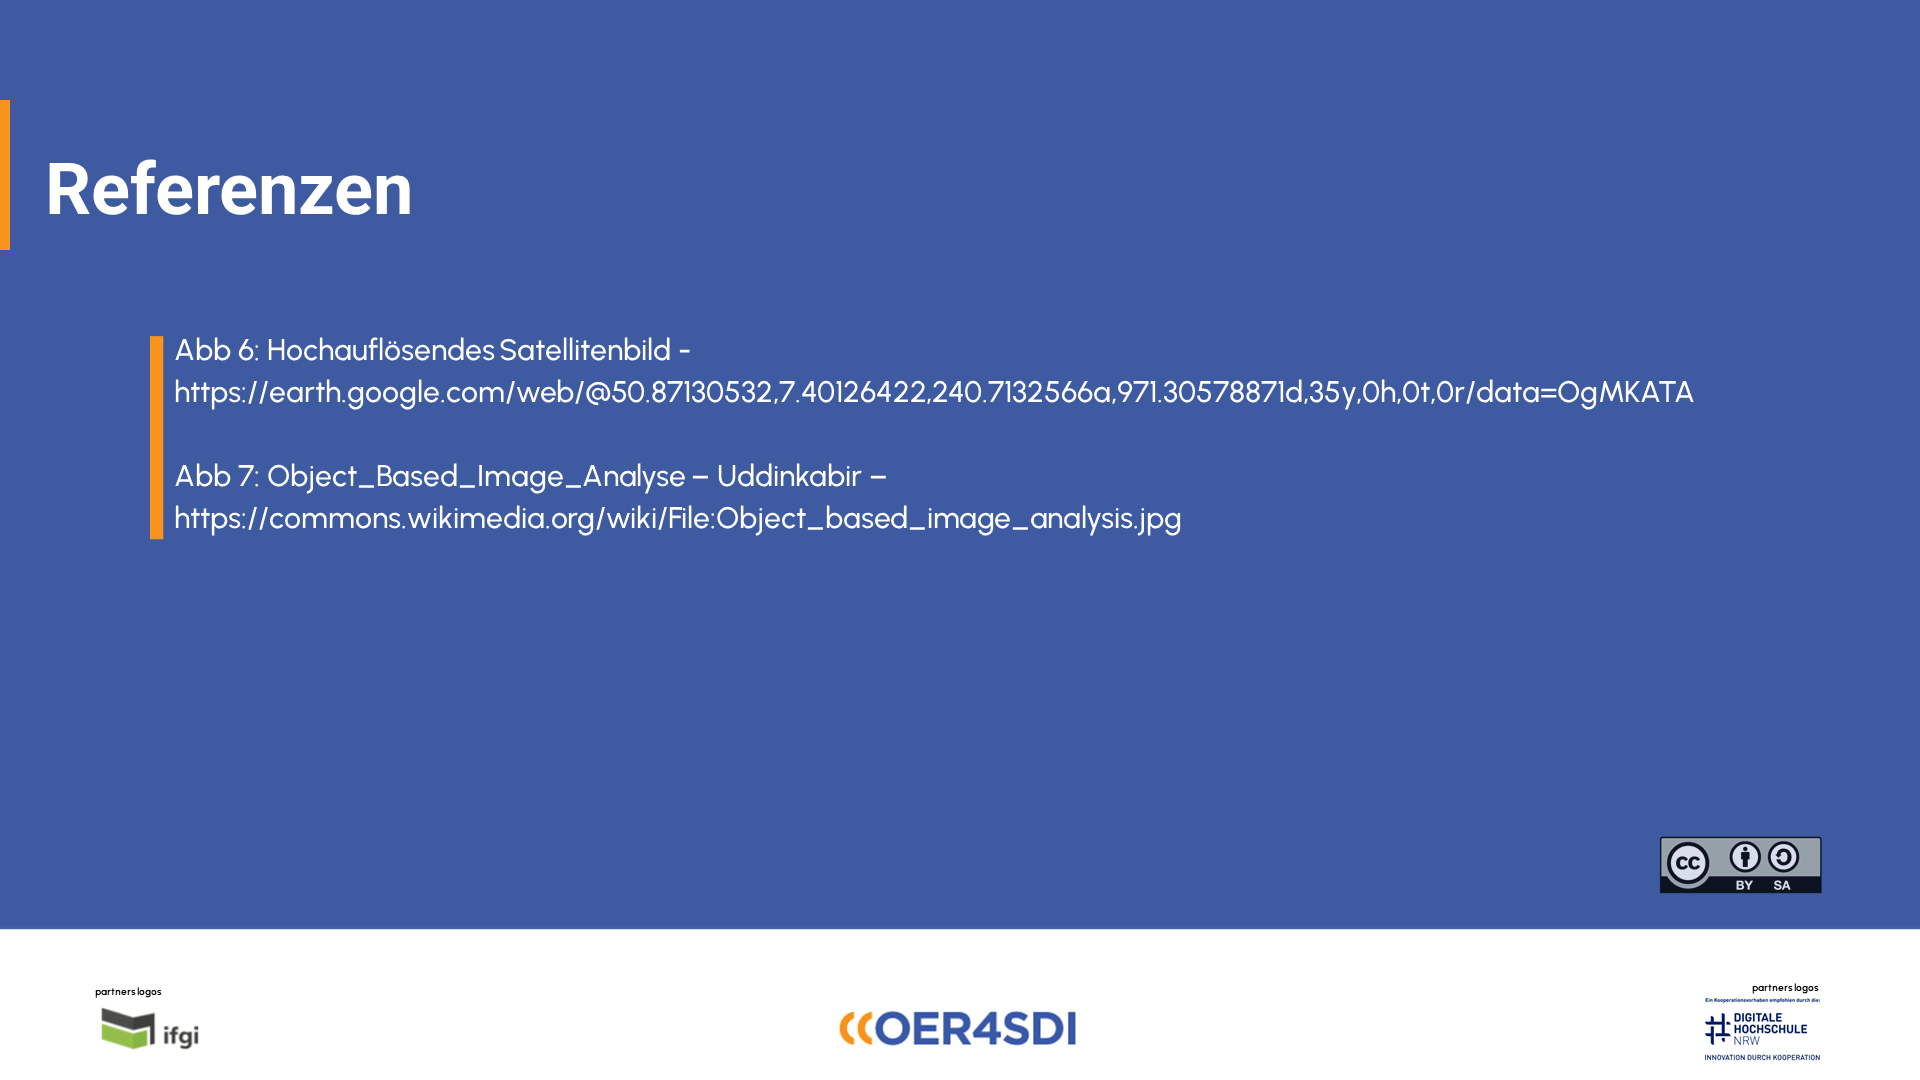 Referenzen
Abb 6: Hochauflösendes Satellitenbild -
https://earth.google.com/web/@50.87130532,7.40126422,240.7132566a,971.30578871d,35y,0h,0t,0r/data=OgMKATA
Abb 7: Object_Based_Image_Analyse – Uddinkabir –
https://commons.wikimedia.org/wiki/File:Object_based_image_analysis.jpg
cc
BY SA
partners logos
ifgi
OER4SDI
partners logos
Ein Kooperationsvorhaben empfohlen durch die:
DIGITALE
HOCHSCHULE
NRW
INNOVATION DURCH KOOPERATION